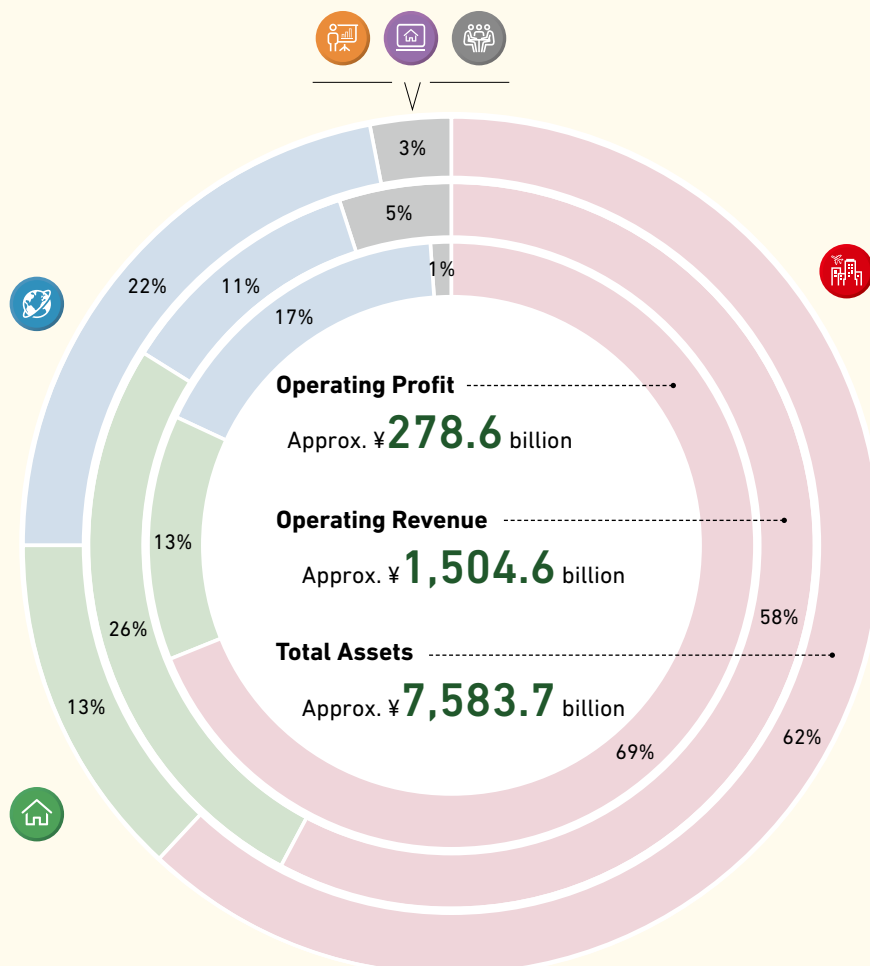 3%
5%
1%
22%
11%
17%
Operating Profit
Approx. ¥278.6 billion
Operating Revenue
Approx. ¥1,504.6 billion
13%
26%
58%
Total Assets
Approx. ¥7,583.7 billion
13%
69%
62%